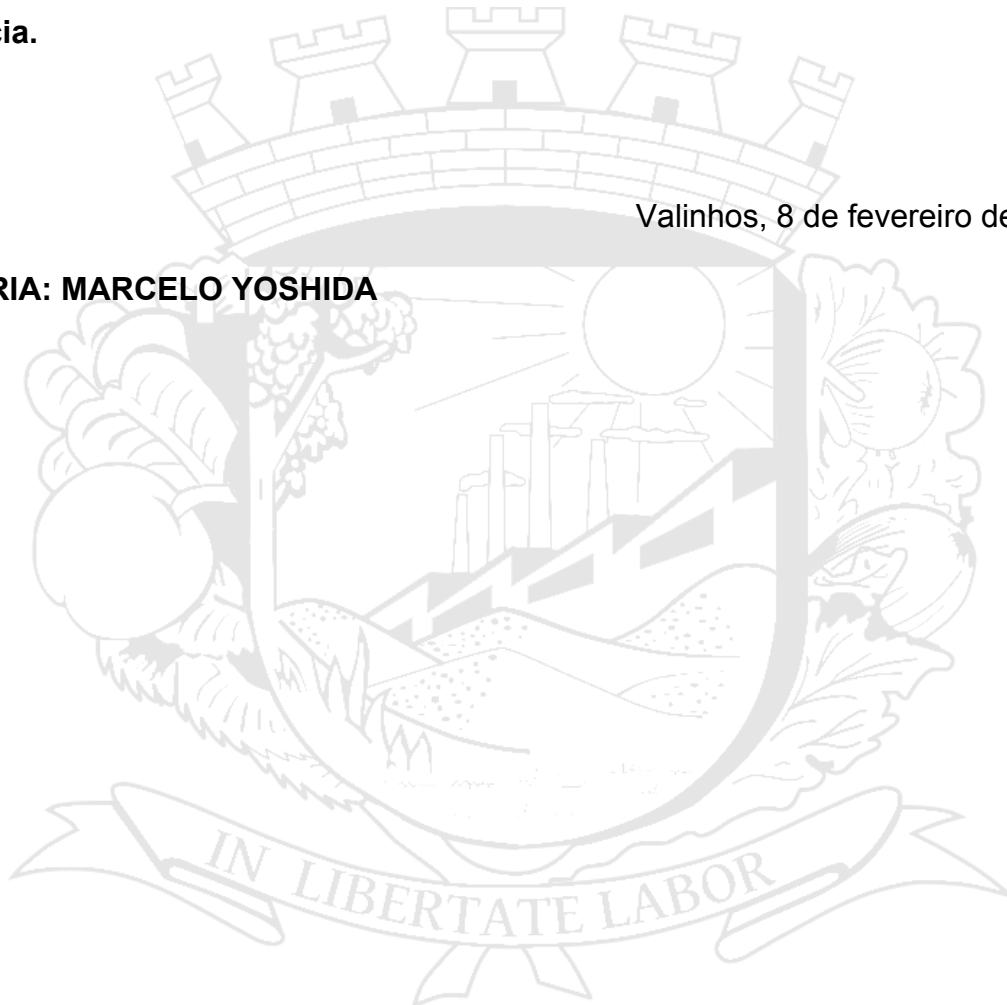 cia.
Valinhos, 8 de fevereiro de
RIA: MARCELO YOSHIDA
IN LIBERTATE LABOR